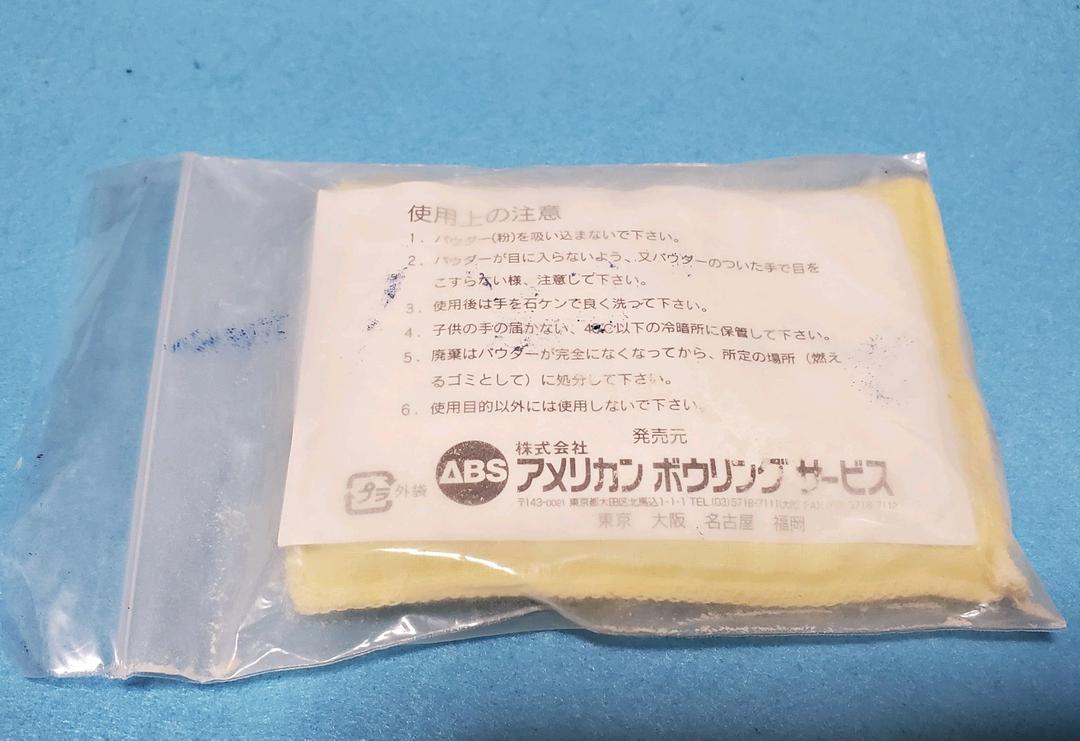 使用上の注意
1. パウダー(粉)を吸い込まないで下さい。
2. パウダーが目に入らないよう、又パウダーのついた手で目を
こすらない様、注意して下さい。
3. 使用後は手を石ケンで良く洗って下さい。
4. 子供の手の届かない、40℃以下の冷暗所に保管して下さい。
5. 廃棄はパウダーが完全になくなってから、所定の場所(燃え
るゴミとして)に処分して下さい。
6. 使用目的以外には使用しないで下さい。
発売元
ABS 株式会社
アメリカン ボウリング サービス
プラ 外袋
〒143-0021 東京都大田区北馬込1-1-1 TEL(03)5718-7111
東京 大阪 名古屋 福岡